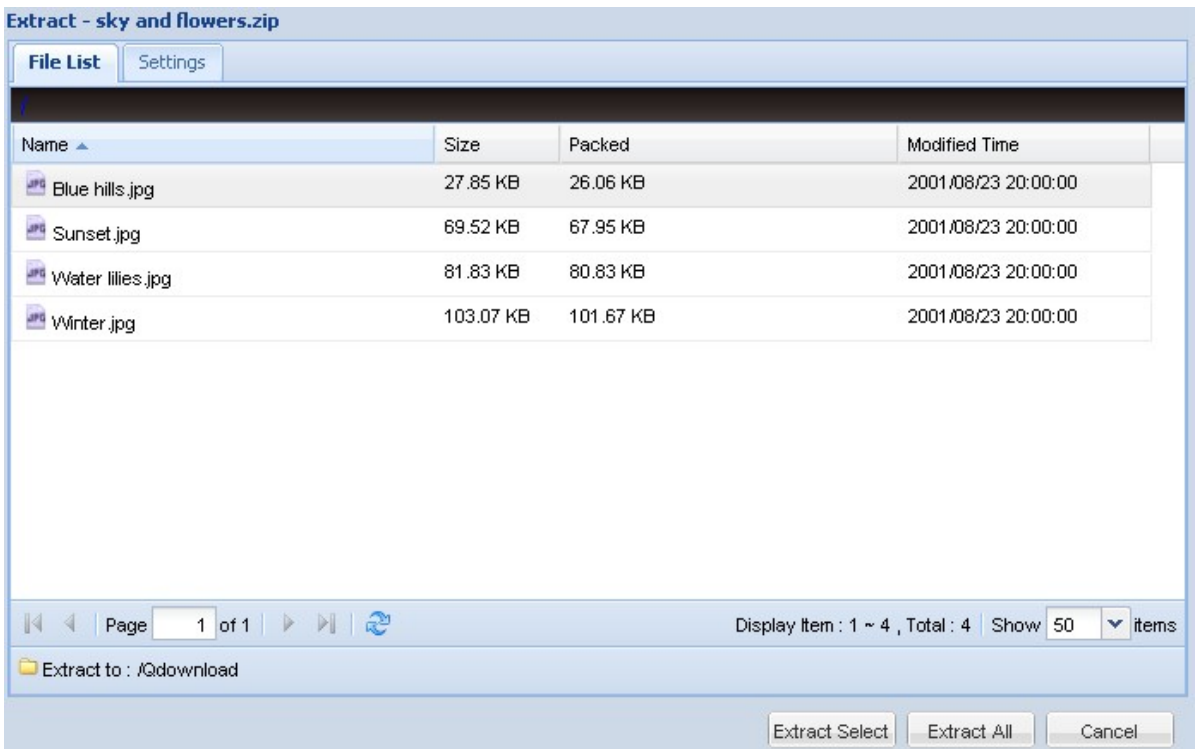 Extract - sky and flowers.zip
File List Settings
/
Name Size Packed Modified Time
JPG Blue hills.jpg 27.85 KB 26.06 KB 2001/08/23 20:00:00
JPG Sunset.jpg 69.52 KB 67.95 KB 2001/08/23 20:00:00
JPG Water lilies.jpg 81.83 KB 80.83 KB 2001/08/23 20:00:00
JPG Winter.jpg 103.07 KB 101.67 KB 2001/08/23 20:00:00
Page 1 of 1 Display Item : 1 ~ 4 , Total : 4 Show 50 items
Extract to : /Qdownload
Extract Select Extract All Cancel